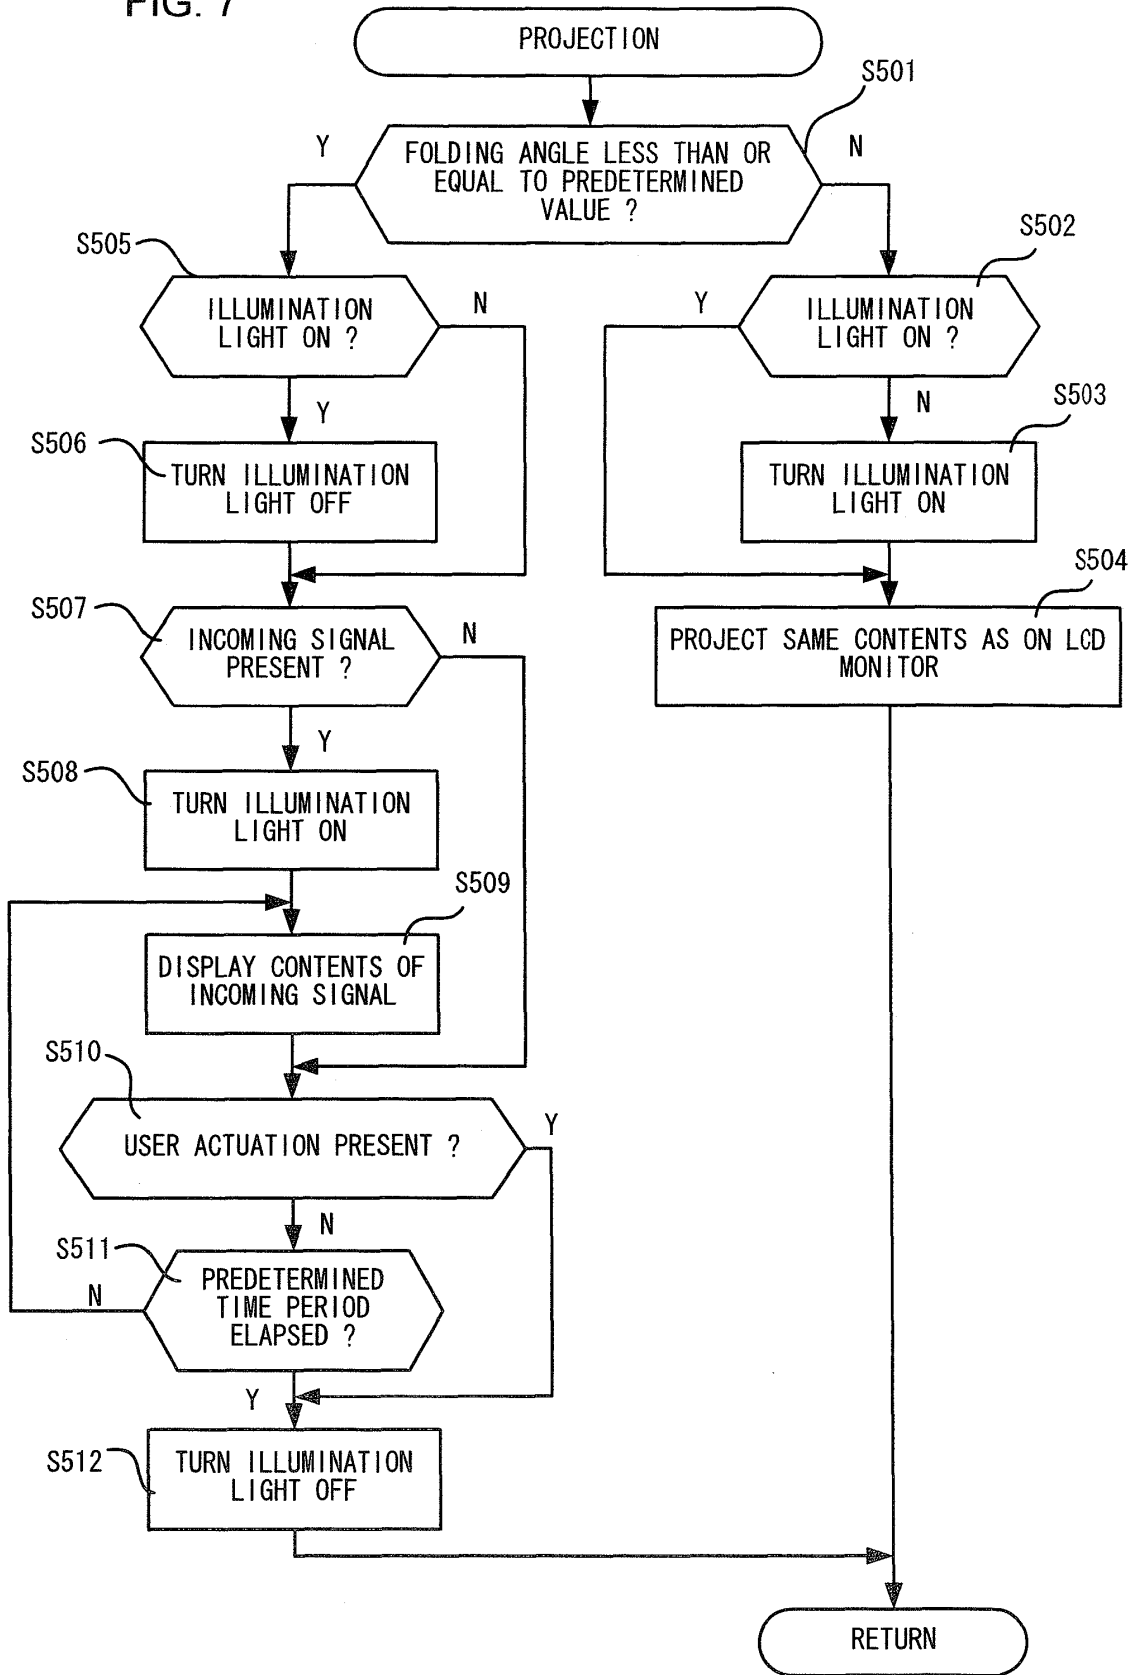 FIG. 7
PROJECTION
S501
Y
FOLDING ANGLE LESS THAN OR
EQUAL TO PREDETERMINED
VALUE ?
N
S505
S502
ILLUMINATION
LIGHT ON ?
N
Y
ILLUMINATION
LIGHT ON ?
Y
N
S506
S503
TURN ILLUMINATION
LIGHT OFF
TURN ILLUMINATION
LIGHT ON
S504
S507
INCOMING SIGNAL
PRESENT ?
N
PROJECT SAME CONTENTS AS ON LCD
MONITOR
Y
S508
TURN ILLUMINATION
LIGHT ON
S509
DISPLAY CONTENTS OF
INCOMING SIGNAL
S510
USER ACTUATION PRESENT ?
Y
N
S511
PREDETERMINED
TIME PERIOD
ELAPSED ?
N
Y
S512
TURN ILLUMINATION
LIGHT OFF
RETURN